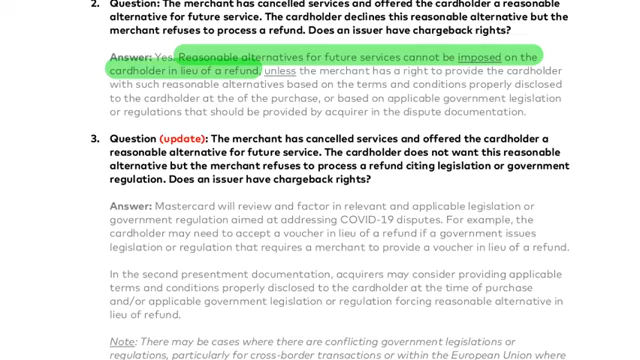 2. Question: The merchant has cancelled services and offered the cardholder a reasonable
alternative for future service. The cardholder declines this reasonable alternative but the
merchant refuses to process a refund. Does an issuer have chargeback rights?
Answer: Yes. Reasonable alternatives for future services cannot be imposed on the
cardholder in lieu of a refund, unless the merchant has a right to provide the cardholder
with such reasonable alternatives based on the terms and conditions properly disclosed
to the cardholder at the of the purchase, or based on applicable government legislation
or regulations that should be provided by acquirer in the dispute documentation.
3. Question (update): The merchant has cancelled services and offered the cardholder a
reasonable alternative for future service. The cardholder does not want this reasonable
alternative but the merchant refuses to process a refund citing legislation or government
regulation. Does an issuer have chargeback rights?
Answer: Mastercard will review and factor in relevant and applicable legislation or
government regulation aimed at addressing COVID-19 disputes. For example, the
cardholder may need to accept a voucher in lieu of a refund if a government issues
legislation or regulation that requires a merchant to provide a voucher in lieu of a refund.
In the second presentment documentation, acquirers may consider providing applicable
terms and conditions properly disclosed to the cardholder at the time of purchase
and/or applicable government legislation or regulation forcing reasonable alternative in
lieu of refund.
Note: There may be cases where there are conflicting government legislations or
regulations, particularly for cross-border transactions or within the European Union where